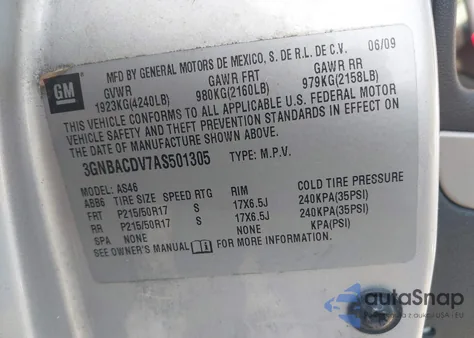 MFD BY GENERAL MOTORS DE MEXICO, S. DE R.L. DE C.V. 06/09
GM
GVWR GAWR FRT GAWR RR
1923KG(4240LB) 980KG(2160LB) 979KG(2158LB)
THIS VEHICLE CONFORMS TO ALL APPLICABLE U.S. FEDERAL MOTOR
VEHICLE SAFETY AND THEFT PREVENTION STANDARDS IN EFFECT ON
THE DATE OF MANUFACTURE SHOWN ABOVE.
3GNBACDV7AS501305 TYPE: M.P.V.
MODEL: AS46
ABB6 TIRE SIZE SPEED RTG RIM COLD TIRE PRESSURE
FRT P215/50R17 S 17X6.5J 240KPA(35PSI)
RR P215/50R17 S 17X6.5J 240KPA(35PSI)
SPA NONE NONE KPA(PSI)
SEE OWNER'S MANUAL i FOR MORE INFORMATION.
autaSnap